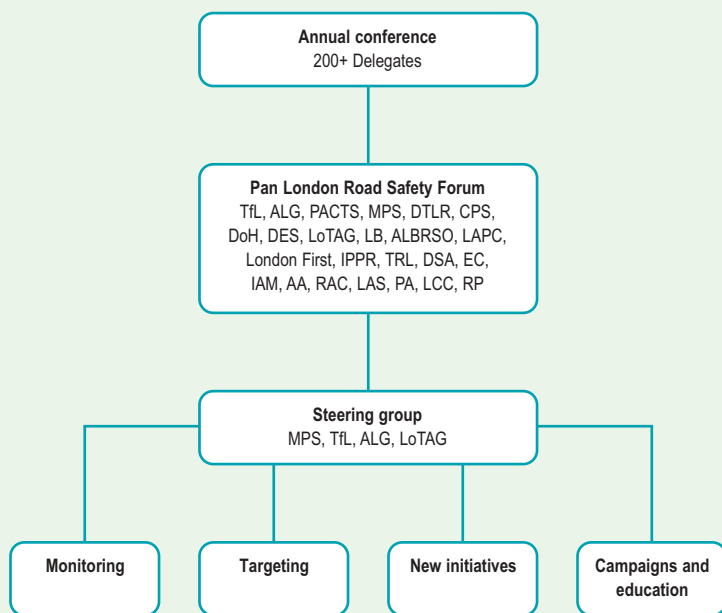 Annual conference
200+ Delegates
Pan London Road Safety Forum
TfL, ALG, PACTS, MPS, DTLR, CPS,
DoH, DES, LoTAG, LB, ALBRSO, LAPC,
London First, IPPR, TRL, DSA, EC,
IAM, AA, RAC, LAS, PA, LCC, RP
Steering group
MPS, TfL, ALG, LoTAG
Monitoring
Targeting
New initiatives
Campaigns and
education